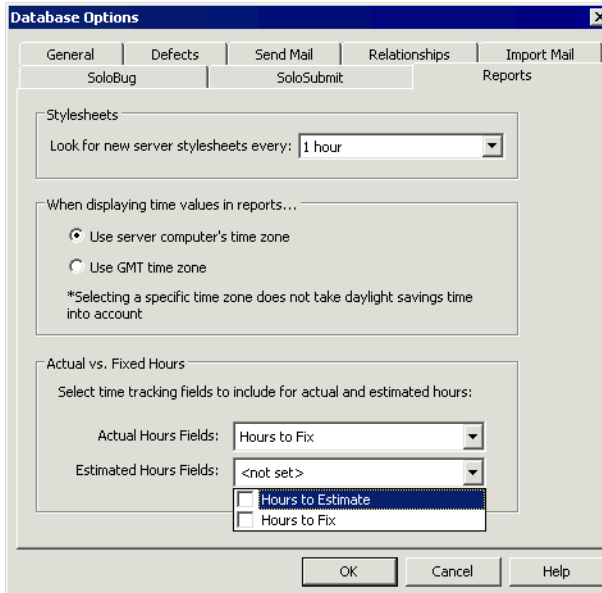 Database Options
General Defects Send Mail Relationships Import Mail
SoloBug SoloSubmit Reports
Stylesheets
Look for new server stylesheets every: 1 hour
When displaying time values in reports...
Use server computer's time zone
Use GMT time zone
*Selecting a specific time zone does not take daylight savings time
into account
Actual vs. Fixed Hours
Select time tracking fields to include for actual and estimated hours:
Actual Hours Fields: Hours to Fix
Estimated Hours Fields: <not set>
Hours to Estimate
Hours to Fix
OK Cancel Help